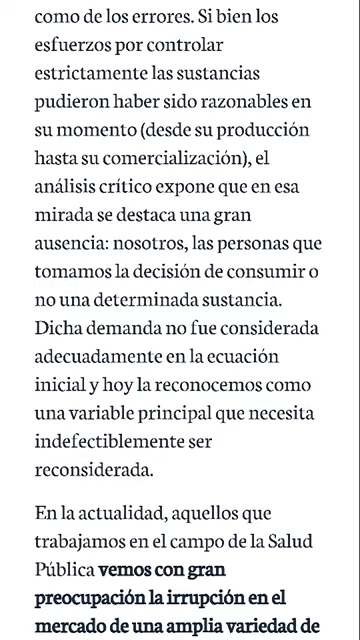 como de los errores. Si bien los
esfuerzos por controlar
estrictamente las sustancias
pudieron haber sido razonables en
su momento (desde su producción
hasta su comercialización), el
análisis crítico expone que en esa
mirada se destaca una gran
ausencia: nosotros, las personas que
tomamos la decisión de consumir o
no una determinada sustancia.
Dicha demanda no fue considerada
adecuadamente en la ecuación
inicial y hoy la reconocemos como
una variable principal que necesita
indefectiblemente ser
reconsiderada.
En la actualidad, aquellos que
trabajamos en el campo de la Salud
Pública vemos con gran
preocupación la irrupción en el
mercado de una amplia variedad de